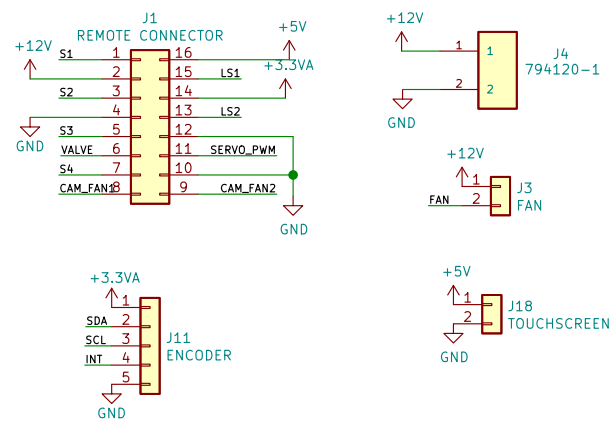 J1
REMOTE CONNECTOR
+5V
+12V
S1 1 16
+3.3VA
2 15 LS1
S2 3 14
4 13 LS2
GND
S3 5 12
VALVE 6 11 SERVO_PWM
S4 7 10
CAM_FAN1 8 9 CAM_FAN2
GND
+12V
1 1
J4
794120-1
2 2
GND
+12V
1
J3
FAN 2
FAN
+3.3VA
1
SDA 2
SCL 3
J11
INT 4
ENCODER
5
GND
+5V
1
J18
2
TOUCHSCREEN
GND